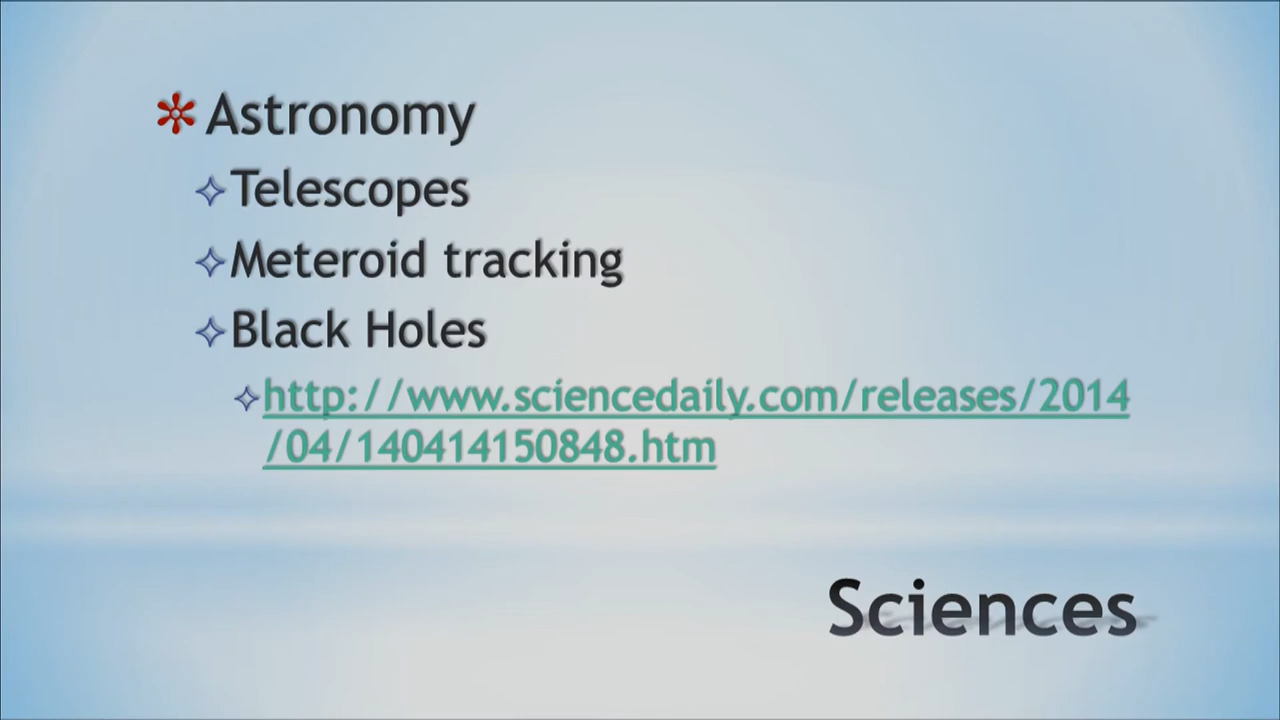 Astronomy
Telescopes
Meteroid tracking
Black Holes
http://www.sciencedaily.com/releases/2014
/04/140414150848.htm
Sciences